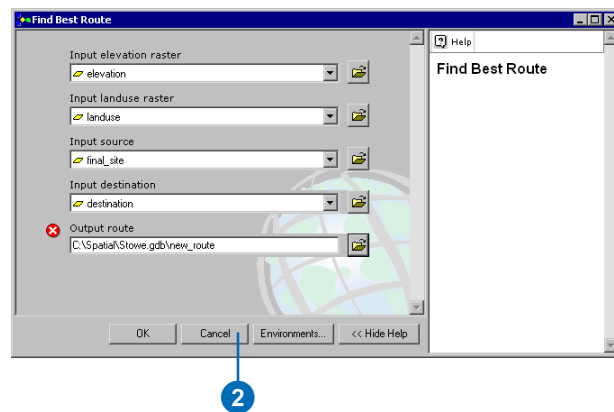 Find Best Route
Help
Find Best Route
Input elevation raster
elevation
Input landuse raster
landuse
Input source
final_site
Input destination
destination
Output route
C:\Spatial\Stowe.gdb\new_route
OK
Cancel
Environments...
<< Hide Help
2